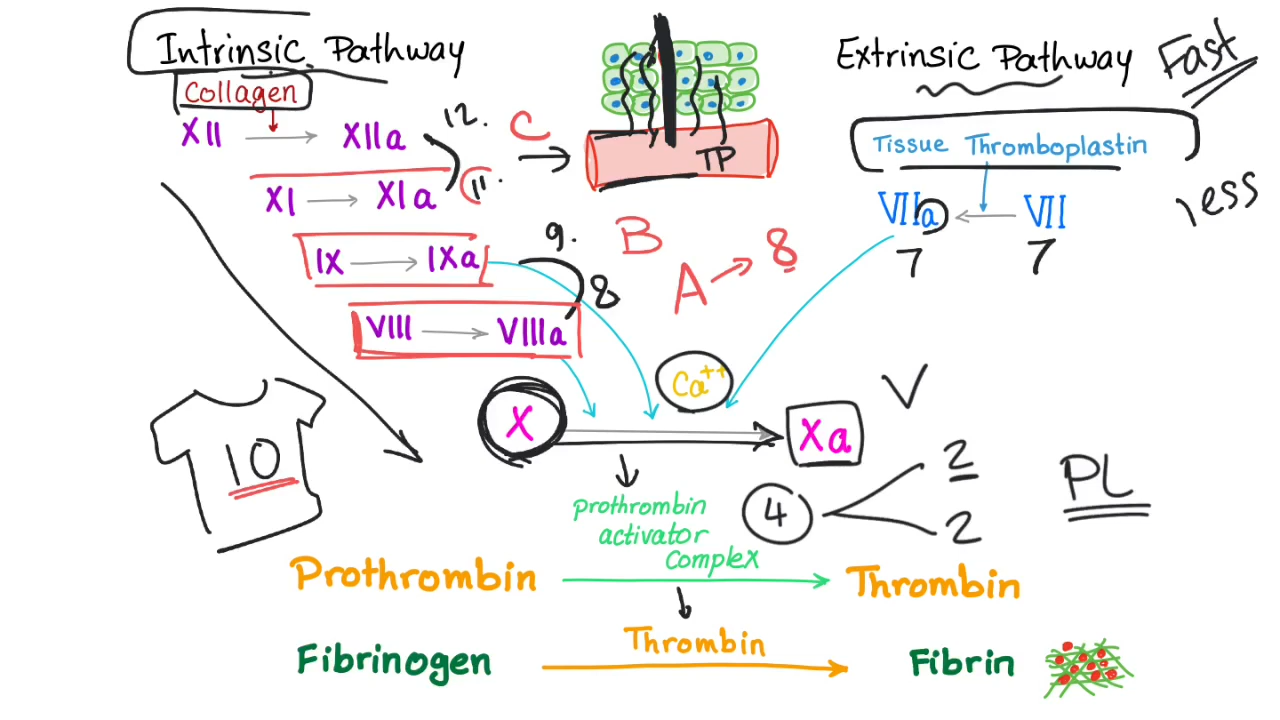 Intrinsic Pathway
Collagen
XII XIIa 12.
XI XIa 11.
C
IX IXa 9.
VIII VIIIa 8
TP
B
A 8
Extrinsic Pathway Fast
Tissue Thromboplastin
less
VIIa VII
7 7
Ca++
X Xa
V
10
prothrombin
activator
Complex
4 2
2
PL
Prothrombin Thrombin
Thrombin
Fibrinogen Fibrin